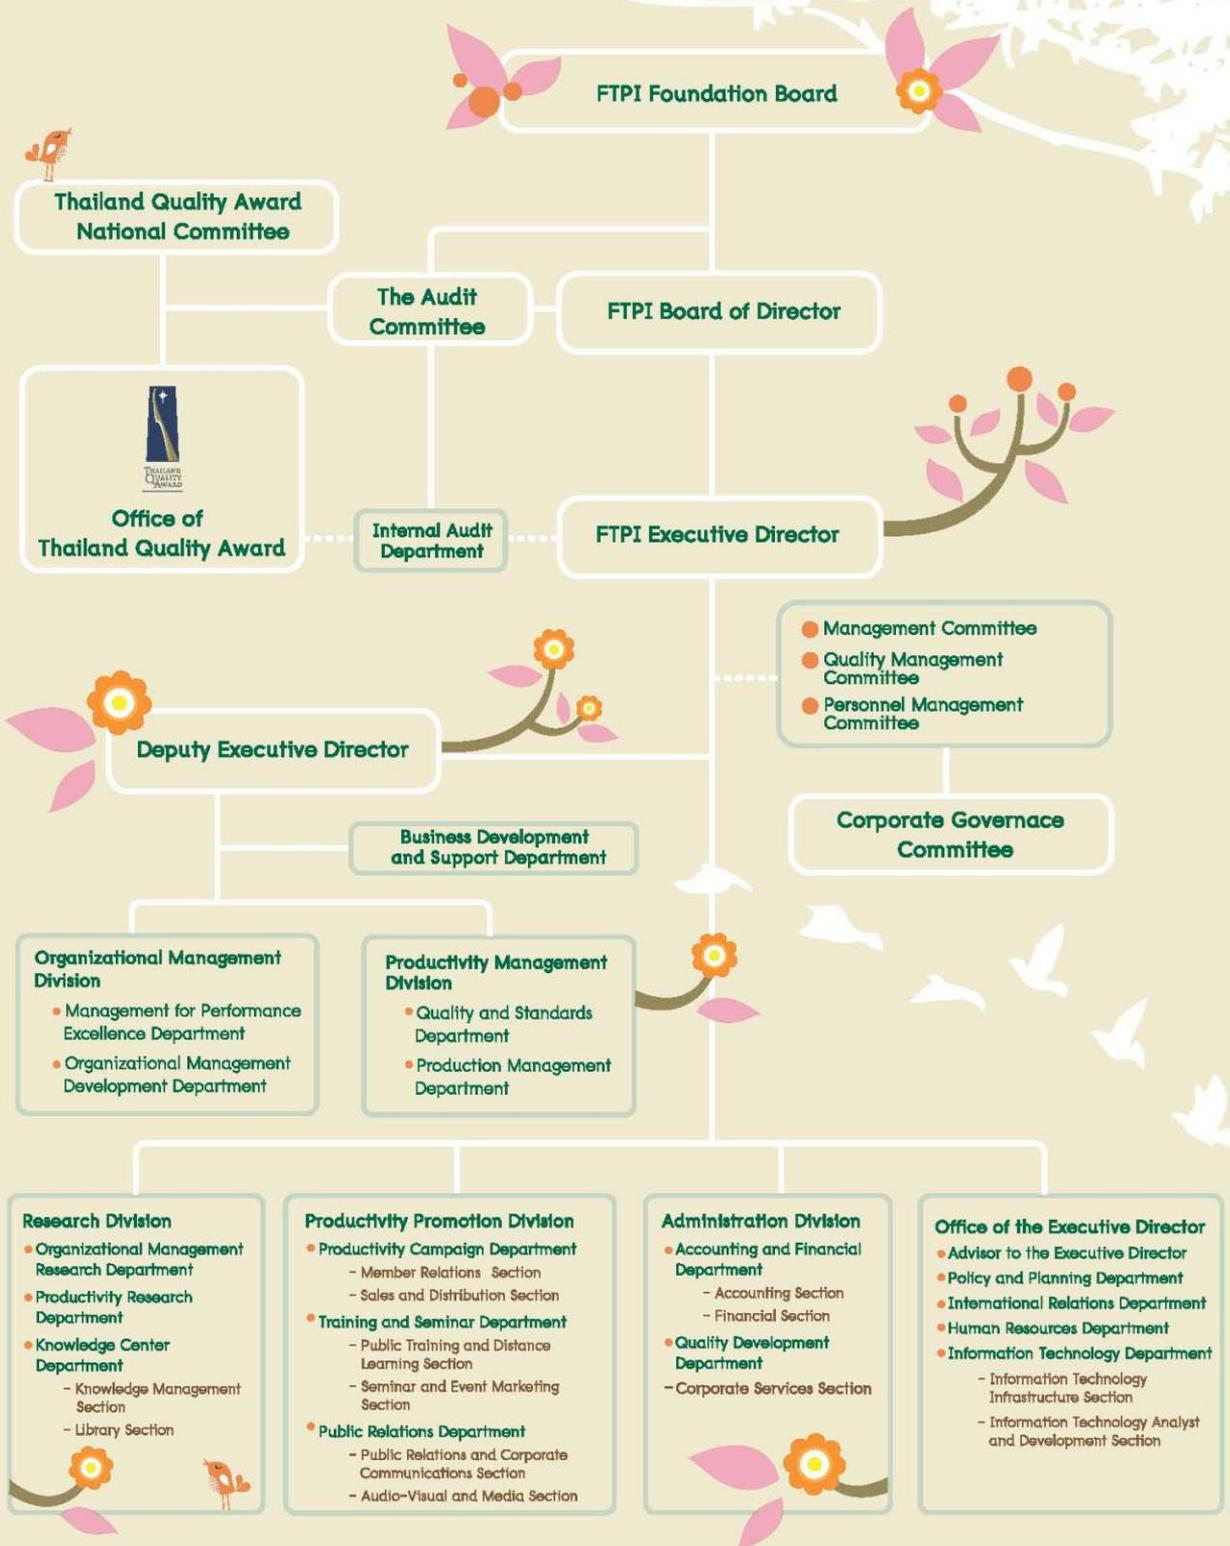 FTPI Foundation Board
Thailand Quality Award
National Committee
The Audit
Committee
FTPI Board of Director
THAILAND
QUALITY
AWARD
Office of
Thailand Quality Award
Internal Audit
Department
FTPI Executive Director
Management Committee
Quality Management
Committee
Personnel Management
Committee
Deputy Executive Director
Corporate Governace
Committee
Business Development
and Support Department
Organizational Management
Division
Management for Performance
Excellence Department
Organizational Management
Development Department
Productivity Management
Division
Quality and Standards
Department
Production Management
Department
Research Division
Organizational Management
Research Department
Productivity Research
Department
Knowledge Center
Department
- Knowledge Management
Section
- Library Section
Productivity Promotion Division
Productivity Campaign Department
- Member Relations Section
- Sales and Distribution Section
Training and Seminar Department
- Public Training and Distance
Learning Section
- Seminar and Event Marketing
Section
Public Relations Department
- Public Relations and Corporate
Communications Section
- Audio-Visual and Media Section
Administration Division
Accounting and Financial
Department
- Accounting Section
- Financial Section
Quality Development
Department
- Corporate Services Section
Office of the Executive Director
Advisor to the Executive Director
Policy and Planning Department
International Relations Department
Human Resources Department
Information Technology Department
- Information Technology
Infrastructure Section
- Information Technology Analyst
and Development Section